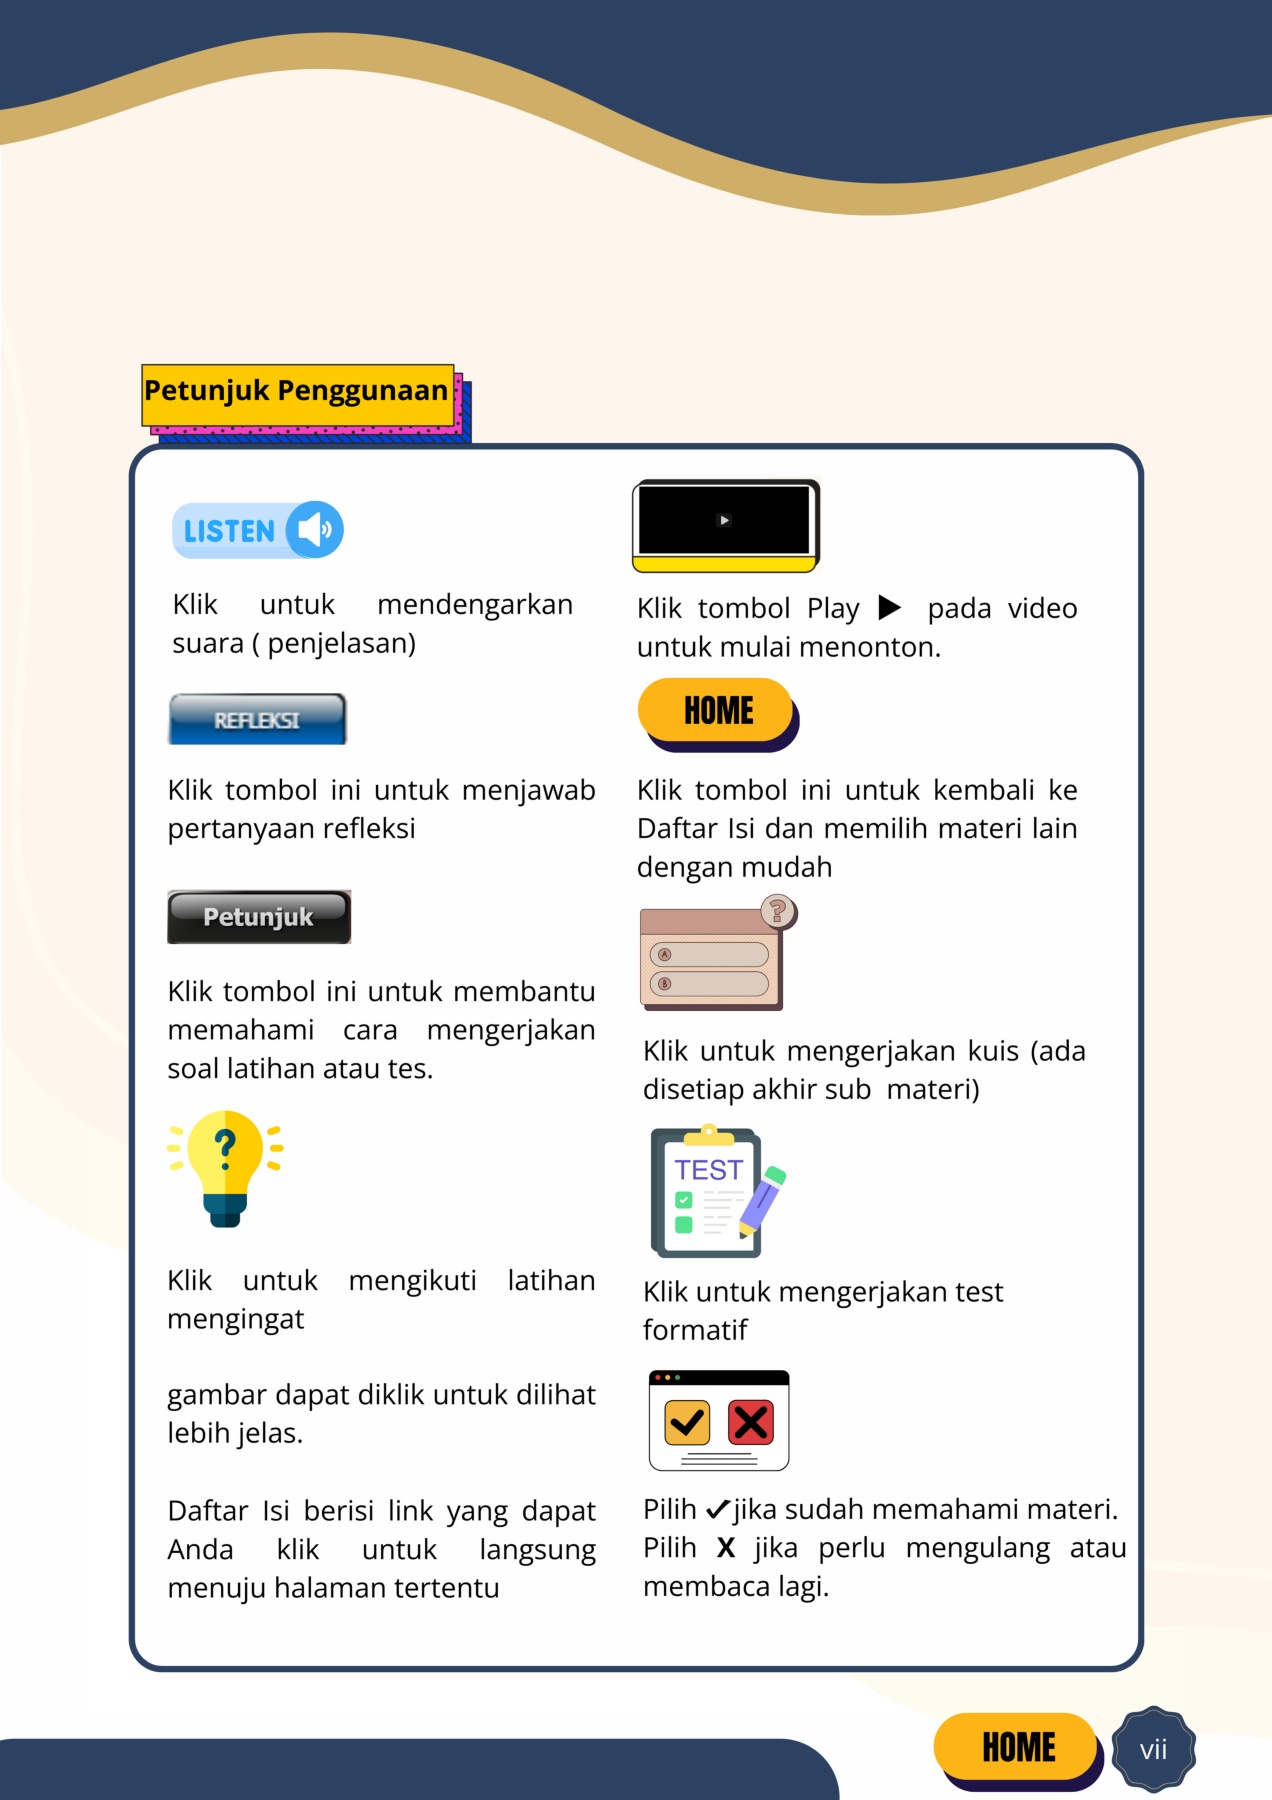 Petunjuk Penggunaan
LISTEN
Klik untuk mendengarkan
suara ( penjelasan)
REFLEKSI
Klik tombol ini untuk menjawab
pertanyaan refleksi
Petunjuk
Klik tombol ini untuk membantu
memahami cara mengerjakan
soal latihan atau tes.
?
Klik untuk mengikuti latihan
mengingat
gambar dapat diklik untuk dilihat
lebih jelas.
Daftar Isi berisi link yang dapat
Anda klik untuk langsung
menuju halaman tertentu
Klik tombol Play ▶ pada video
untuk mulai menonton.
HOME
Klik tombol ini untuk kembali ke
Daftar Isi dan memilih materi lain
dengan mudah
?
A
B
Klik untuk mengerjakan kuis (ada
disetiap akhir sub materi)
TEST
Klik untuk mengerjakan test
formatif
Pilih ✓jika sudah memahami materi.
Pilih X jika perlu mengulang atau
membaca lagi.
HOME
vii